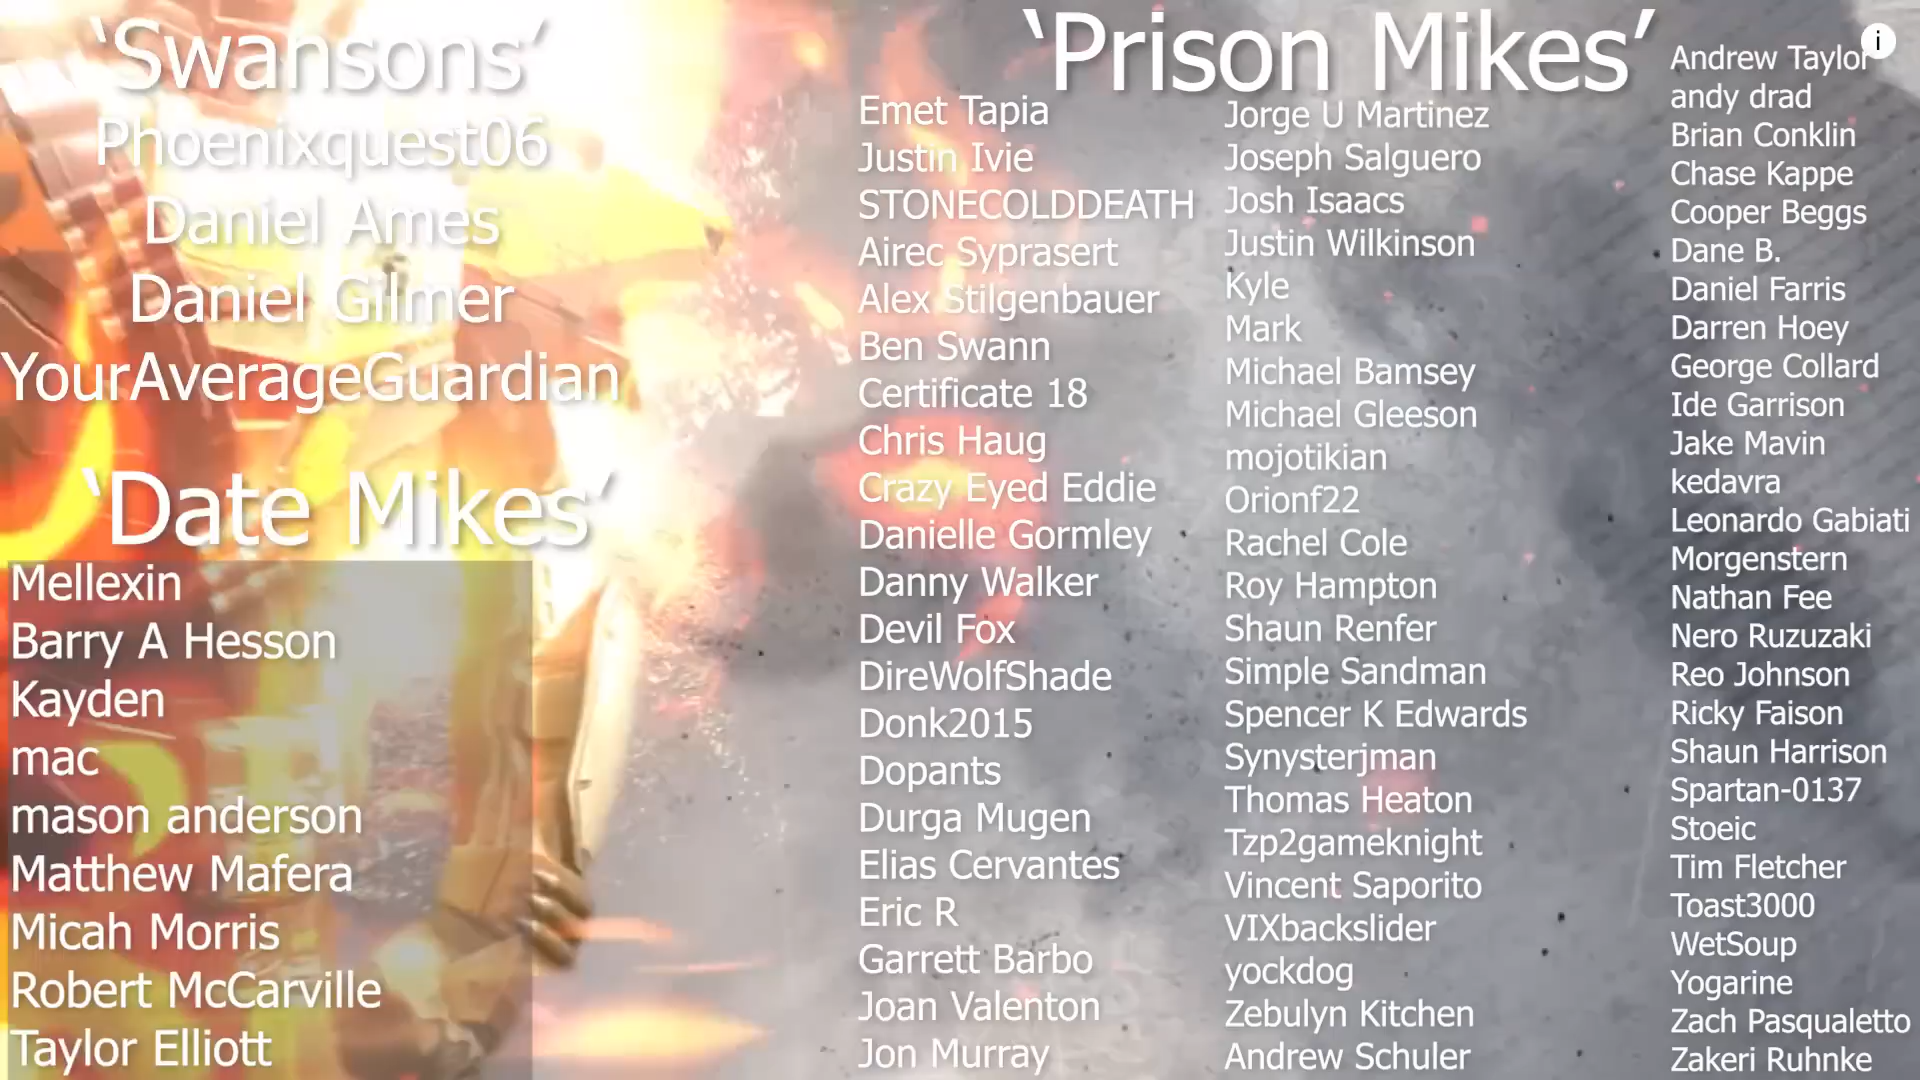 ‘Swansons’
Phoenixquest06
Daniel Ames
Daniel Gilmer
YourAverageGuardian
‘Date Mikes’
Mellexin
Barry A Hesson
Kayden
mac
mason anderson
Matthew Mafera
Micah Morris
Robert McCarville
Taylor Elliott
‘Prison Mikes’
Emet Tapia
Justin Ivie
STONECOLDDEATH
Airec Syprasert
Alex Stilgenbauer
Ben Swann
Certificate 18
Chris Haug
Crazy Eyed Eddie
Danielle Gormley
Danny Walker
Devil Fox
DireWolfShade
Donk2015
Dopants
Durga Mugen
Elias Cervantes
Eric R
Garrett Barbo
Joan Valenton
Jon Murray
Jorge U Martinez
Joseph Salguero
Josh Isaacs
Justin Wilkinson
Kyle
Mark
Michael Bamsey
Michael Gleeson
mojotikian
Orionf22
Rachel Cole
Roy Hampton
Shaun Renfer
Simple Sandman
Spencer K Edwards
Synysterjman
Thomas Heaton
Tzp2gameknight
Vincent Saporito
VIXbackslider
yockdog
Zebulyn Kitchen
Andrew Schuler
Andrew Taylor
andy drad
Brian Conklin
Chase Kappe
Cooper Beggs
Dane B.
Daniel Farris
Darren Hoey
George Collard
Ide Garrison
Jake Mavin
kedavra
Leonardo Gabiati
Morgenstern
Nathan Fee
Nero Ruzuzaki
Reo Johnson
Ricky Faison
Shaun Harrison
Spartan-0137
Stoeic
Tim Fletcher
Toast3000
WetSoup
Yogarine
Zach Pasqualetto
Zakeri Ruhnke
i